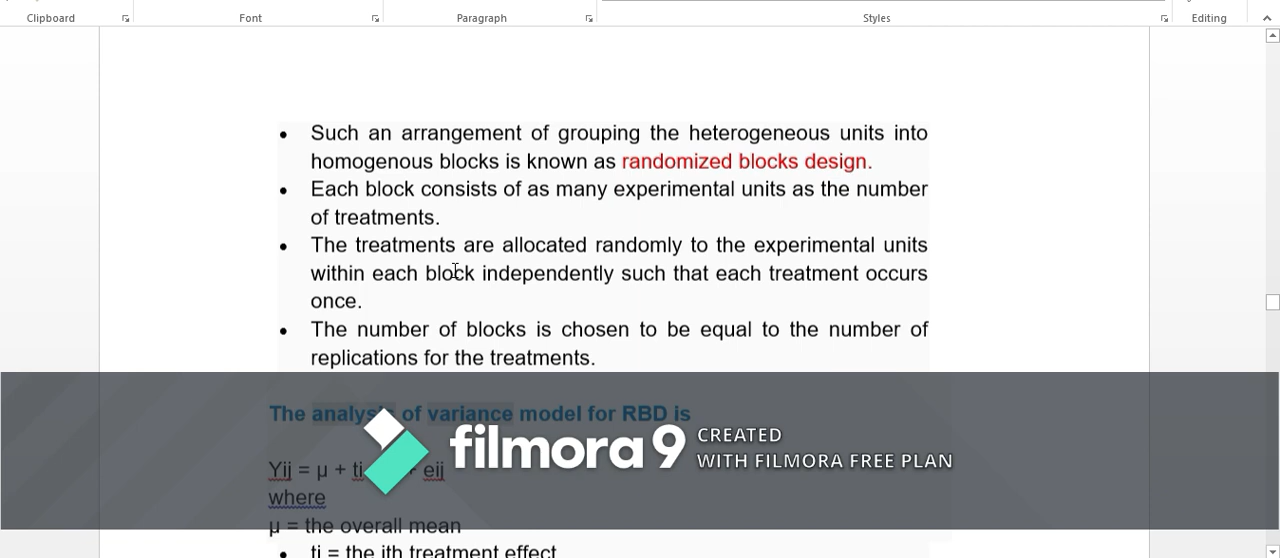 Clipboard Font Paragraph Styles Editing
• Such an arrangement of grouping the heterogeneous units into
homogenous blocks is known as randomized blocks design.
• Each block consists of as many experimental units as the number
of treatments.
• The treatments are allocated randomly to the experimental units
within each block independently such that each treatment occurs
once.
• The number of blocks is chosen to be equal to the number of
replications for the treatments.
The analysis of variance model for RBD is
filmora 9 CREATED
WITH FILMORA FREE PLAN
Yij = µ + ti + eij
where
µ = the overall mean
• ti = the ith treatment effect